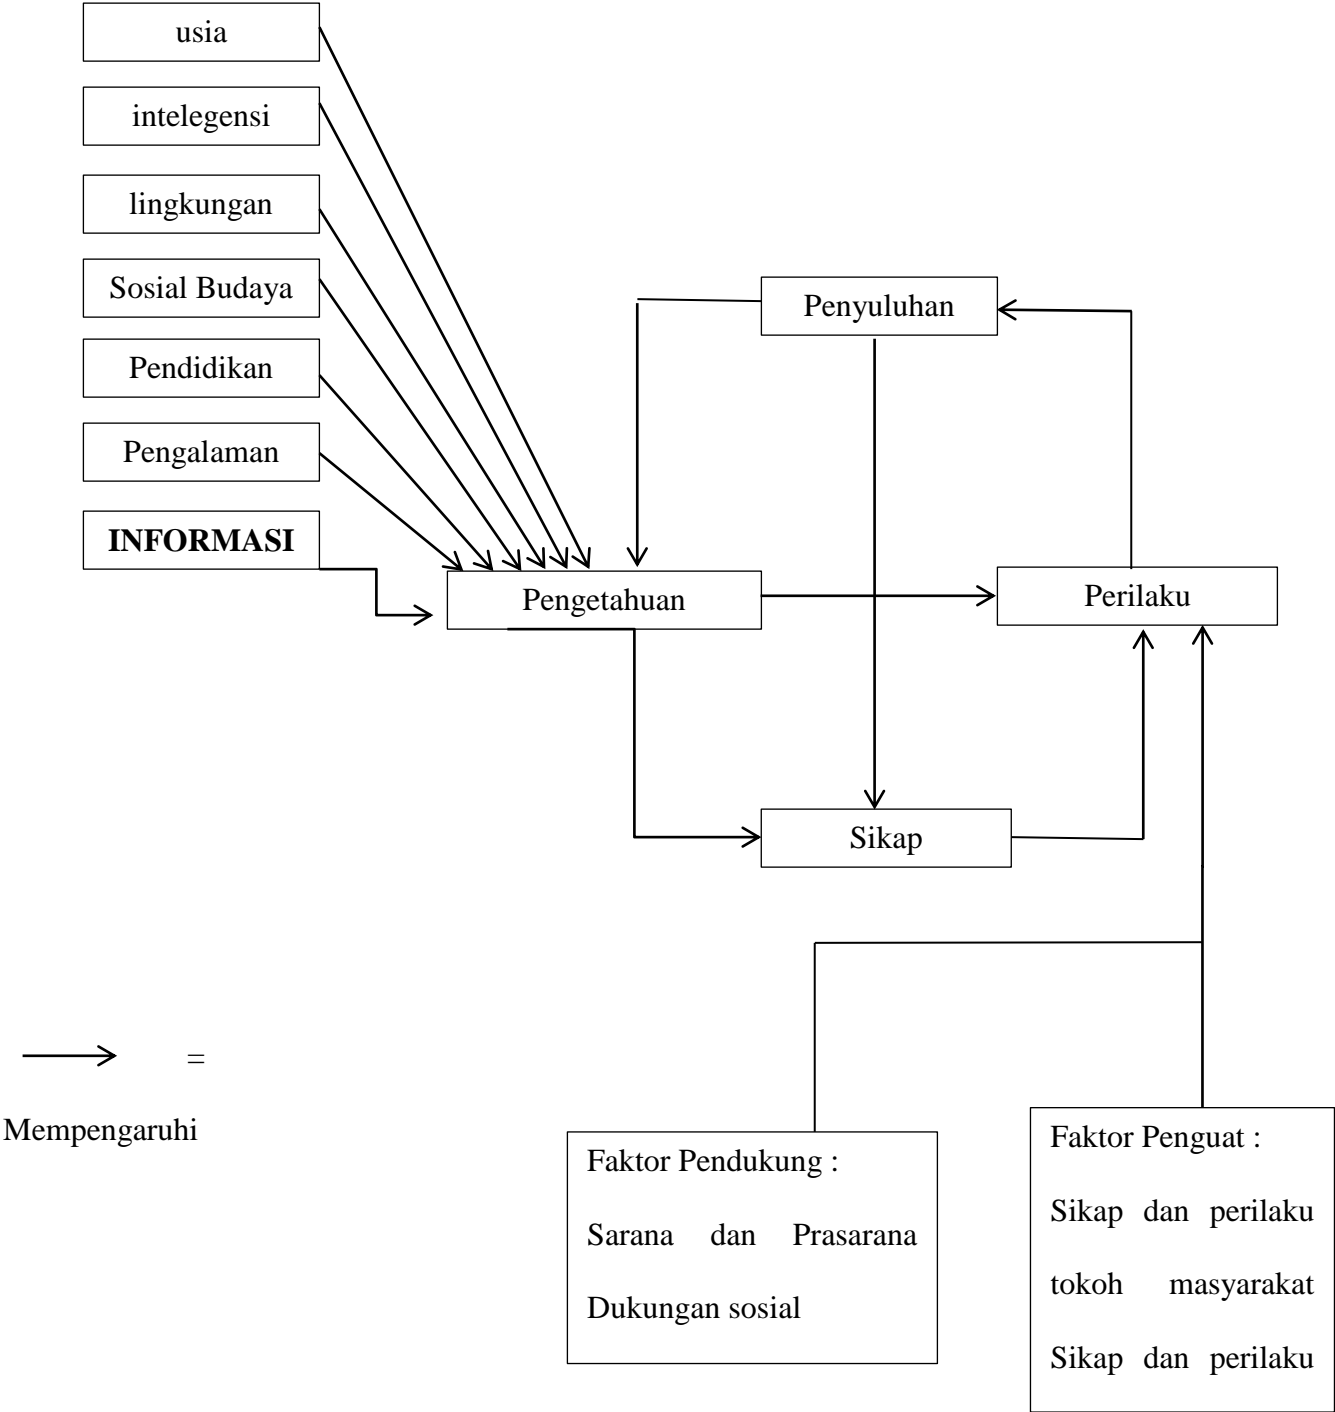 usia
intelegensi
lingkungan
Sosial Budaya
Penyuluhan
Pendidikan
Pengalaman
INFORMASI
Pengetahuan
Perilaku
Sikap
=
Mempengaruhi
Faktor Pendukung :
Sarana dan Prasarana
Dukungan sosial
Faktor Penguat :
Sikap dan perilaku
tokoh masyarakat
Sikap dan perilaku